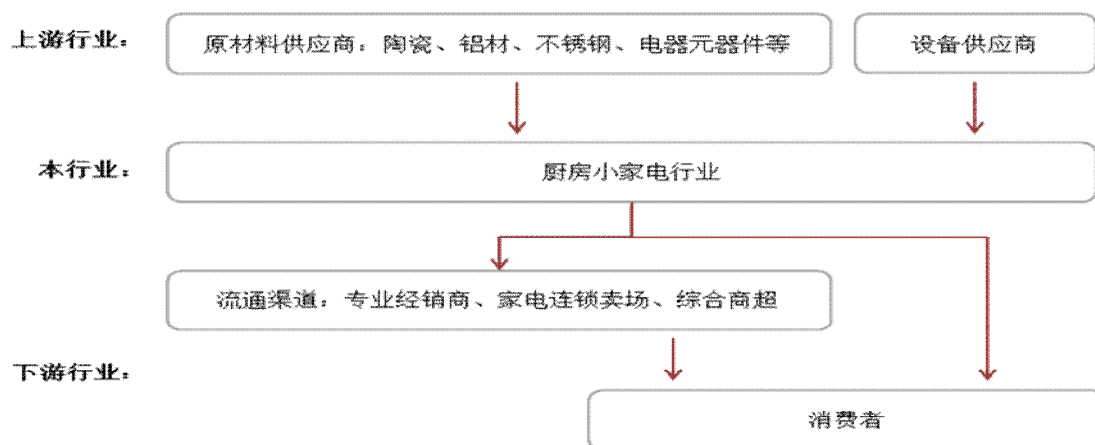 上游行业：
原材料供应商：陶瓷、铝材、不锈钢、电器元器件等
设备供应商
本行业：
厨房小家电行业
流通渠道：专业经销商、家电连锁卖场、综合商超
下游行业：
消费者